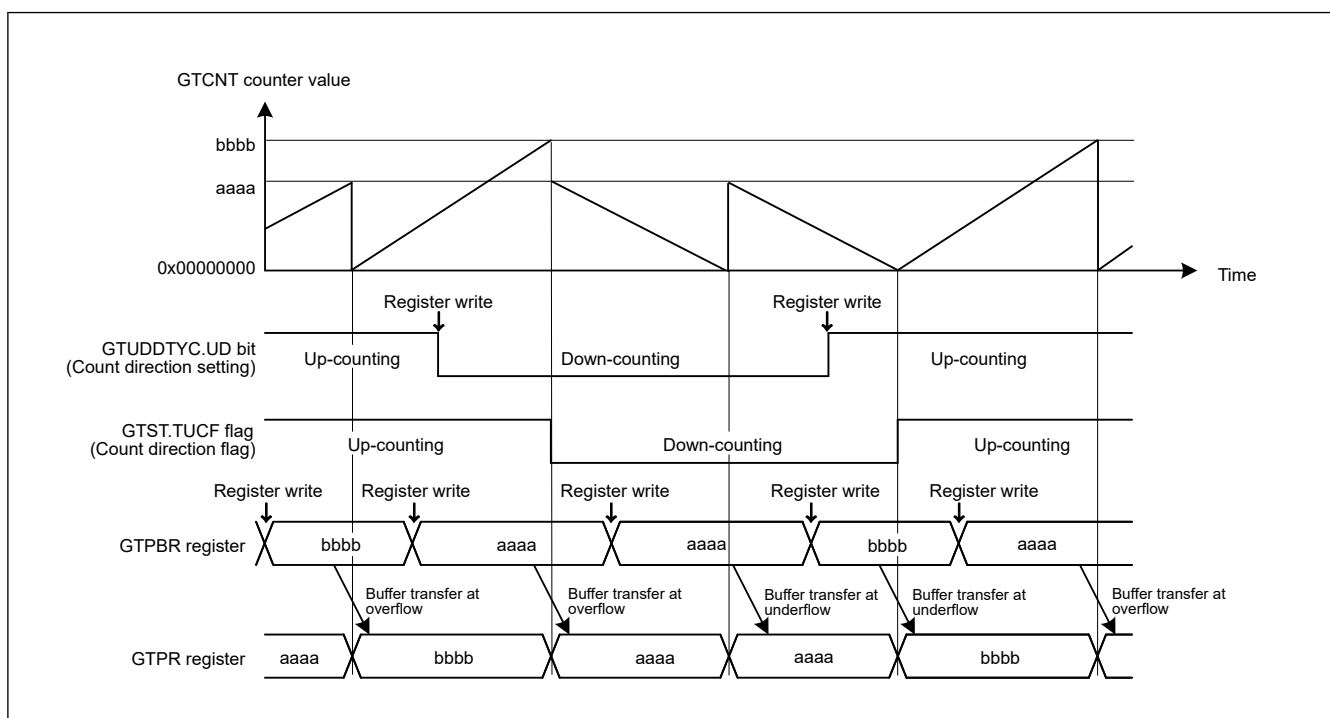 GTCNT counter value
bbbb
aaaa
0x00000000
Time
Register write
Register write
GTUDDTYC.UD bit
(Count direction setting)
Up-counting
Down-counting
Up-counting
GTST.TUCF flag
(Count direction flag)
Up-counting
Down-counting
Up-counting
Register write
Register write
Register write
Register write
Register write
GTPBR register
bbbb
aaaa
aaaa
bbbb
aaaa
Buffer transfer at
overflow
Buffer transfer at
overflow
Buffer transfer at
underflow
Buffer transfer at
underflow
Buffer transfer at
overflow
GTPR register
aaaa
bbbb
aaaa
aaaa
bbbb